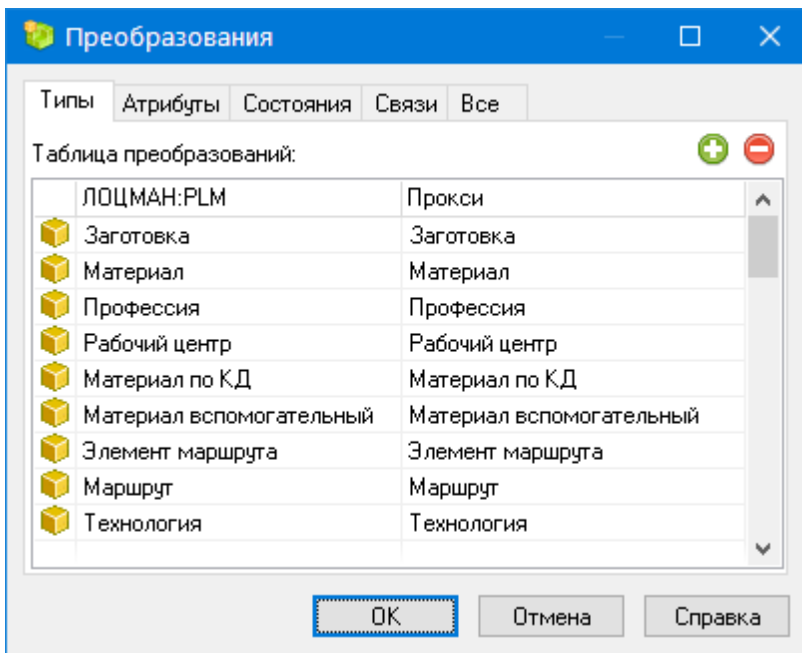 Преобразования
Типы Атрибуты Состояния Связи Все
Таблица преобразований:
ЛОЦМАН:PLM Прокси
Заготовка Заготовка
Материал Материал
Профессия Профессия
Рабочий центр Рабочий центр
Материал по КД Материал по КД
Материал вспомогательный Материал вспомогательный
Элемент маршрута Элемент маршрута
Маршрут Маршрут
Технология Технология
OK Отмена Справка